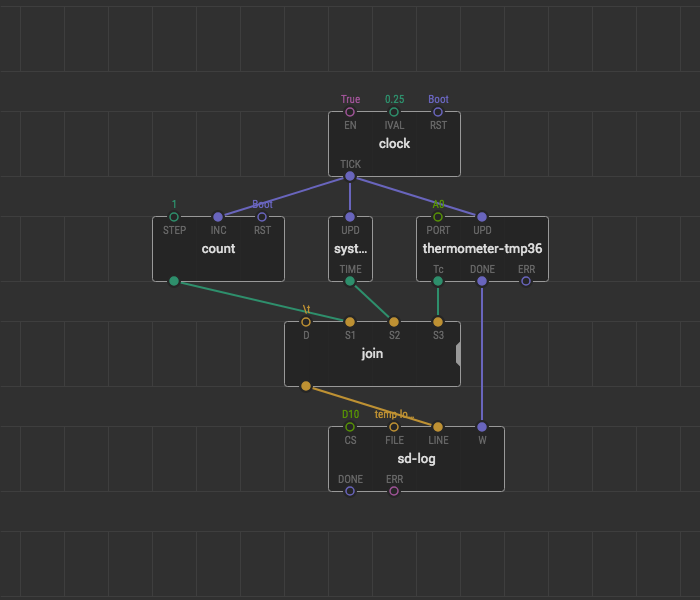 True 0.25 Boot
EN IVAL RST
clock
TICK
1 Boot A0
STEP INC RST UPD PORT UPD
count syst... thermometer-tmp36
TIME Tc DONE ERR
\t
D S1 S2 S3
join
D10 temp-lo...
CS FILE LINE W
sd-log
DONE ERR